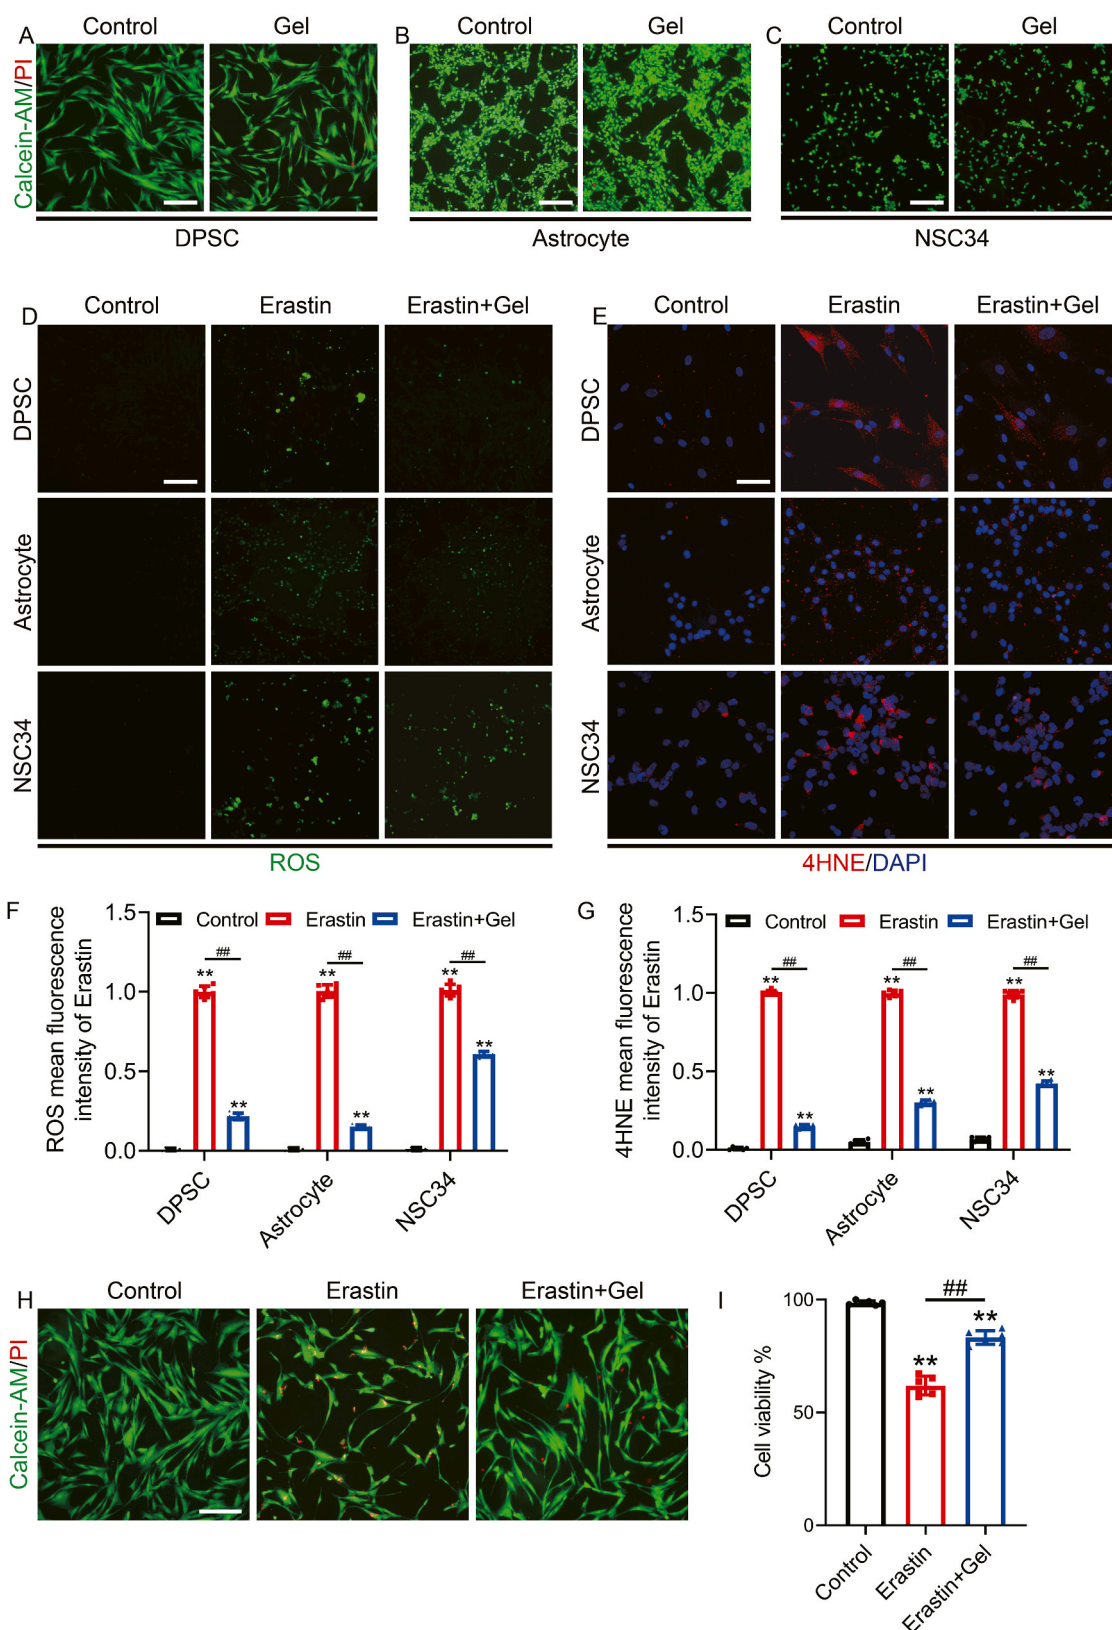 A Control Gel
B Control Gel
C Control Gel
Calcein-AM/PI
DPSC Astrocyte NSC34
D Control Erastin Erastin+Gel
E Control Erastin Erastin+Gel
DPSC
DPSC
Astrocyte
Astrocyte
NSC34
NSC34
ROS
4HNE/DAPI
F
ROS mean fluorescence
intensity of Erastin
Control Erastin Erastin+Gel
1.5
1.0
0.5
0.0
** ## **
** ## **
** ## **
DPSC
Astrocyte
NSC34
G
4HNE mean fluorescence
intensity of Erastin
Control Erastin Erastin+Gel
1.5
1.0
0.5
0.0
** ## **
** ## **
** ## **
DPSC
Astrocyte
NSC34
H Control Erastin Erastin+Gel
Calcein-AM/PI
I
Cell viability %
100
50
0
##
**
**
Control
Erastin
Erastin+Gel